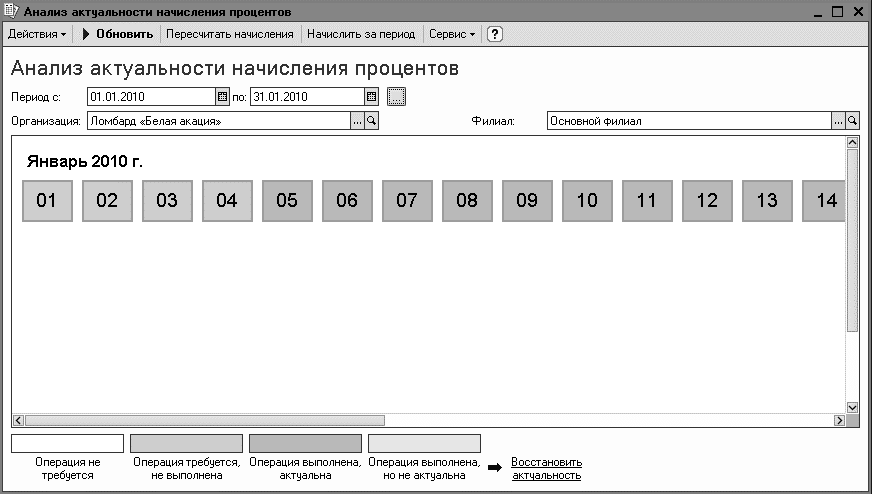 Анализ актуальности начисления процентов
Действия Обновить Пересчитать начисления Начислить за период Сервис ?
Анализ актуальности начисления процентов
Период с: 01.01.2010 по: 31.01.2010 ...
Организация: Ломбард «Белая акация» ... Филиал: Основной филиал ...
Январь 2010 г.
01 02 03 04 05 06 07 08 09 10 11 12 13 14
Операция не требуется
Операция требуется, не выполнена
Операция выполнена, актуальна
Операция выполнена, но не актуальна
Восстановить актуальность